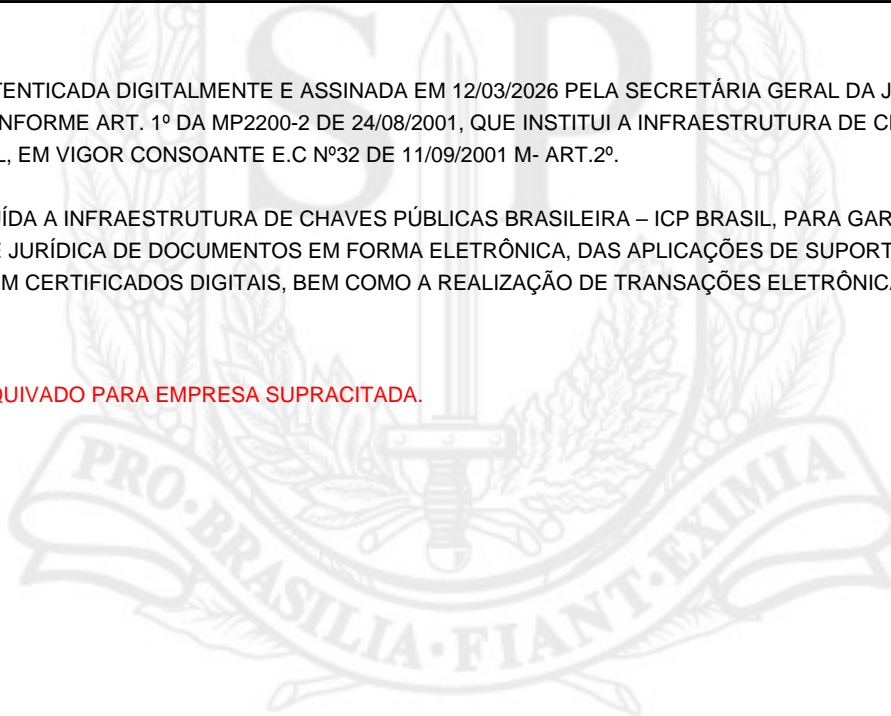 SP
TENTICADA DIGITALMENTE E ASSINADA EM 12/03/2026 PELA SECRETÁRIA GERAL DA J
NFORME ART. 1º DA MP2200-2 DE 24/08/2001, QUE INSTITUI A INFRAESTRUTURA DE C
L, EM VIGOR CONSOANTE E.C Nº32 DE 11/09/2001 M- ART.2º.
UÍDA A INFRAESTRUTURA DE CHAVES PÚBLICAS BRASILEIRA – ICP BRASIL, PARA GAR
E JURÍDICA DE DOCUMENTOS EM FORMA ELETRÔNICA, DAS APLICAÇÕES DE SUPORT
M CERTIFICADOS DIGITAIS, BEM COMO A REALIZAÇÃO DE TRANSAÇÕES ELETRÔNICA
QUIVADO PARA EMPRESA SUPRACITADA.
PRO·BRASILIA·FIANT·EXIMIA